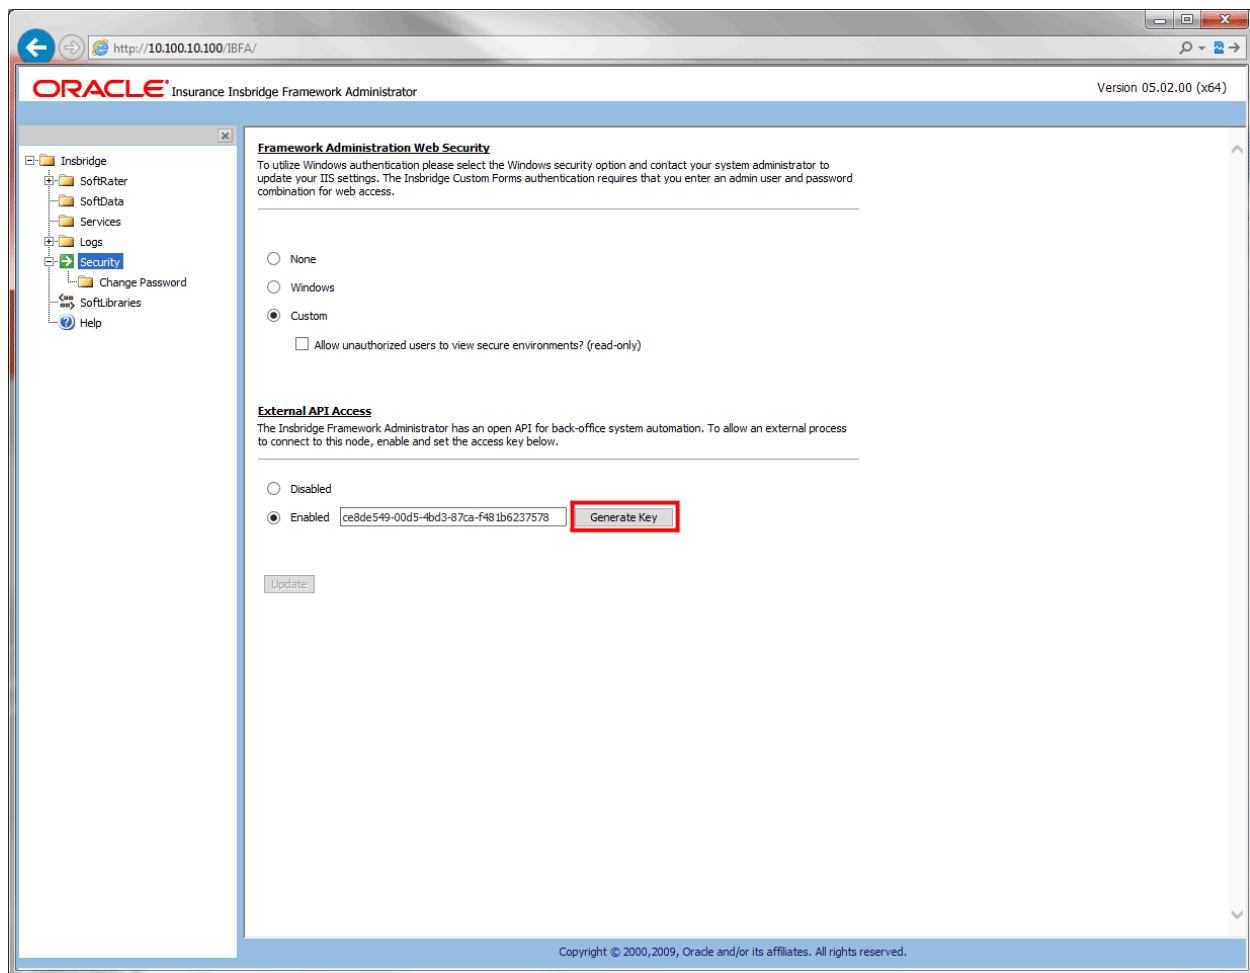 http://10.100.10.100/IBFA/
ORACLE Insurance Insbridge Framework Administrator
Version 05.02.00 (x64)
Insbridge
SoftRater
SoftData
Services
Logs
Security
Change Password
SoftLibraries
Help
Framework Administration Web Security
To utilize Windows authentication please select the Windows security option and contact your system administrator to
update your IIS settings. The Insbridge Custom Forms authentication requires that you enter an admin user and password
combination for web access.
None
Windows
Custom
Allow unauthorized users to view secure environments? (read-only)
External API Access
The Insbridge Framework Administrator has an open API for back-office system automation. To allow an external process
to connect to this node, enable and set the access key below.
Disabled
Enabled ce8de549-00d5-4bd3-87ca-f481b6237578 Generate Key
Update
Copyright © 2000,2009, Oracle and/or its affiliates. All rights reserved.